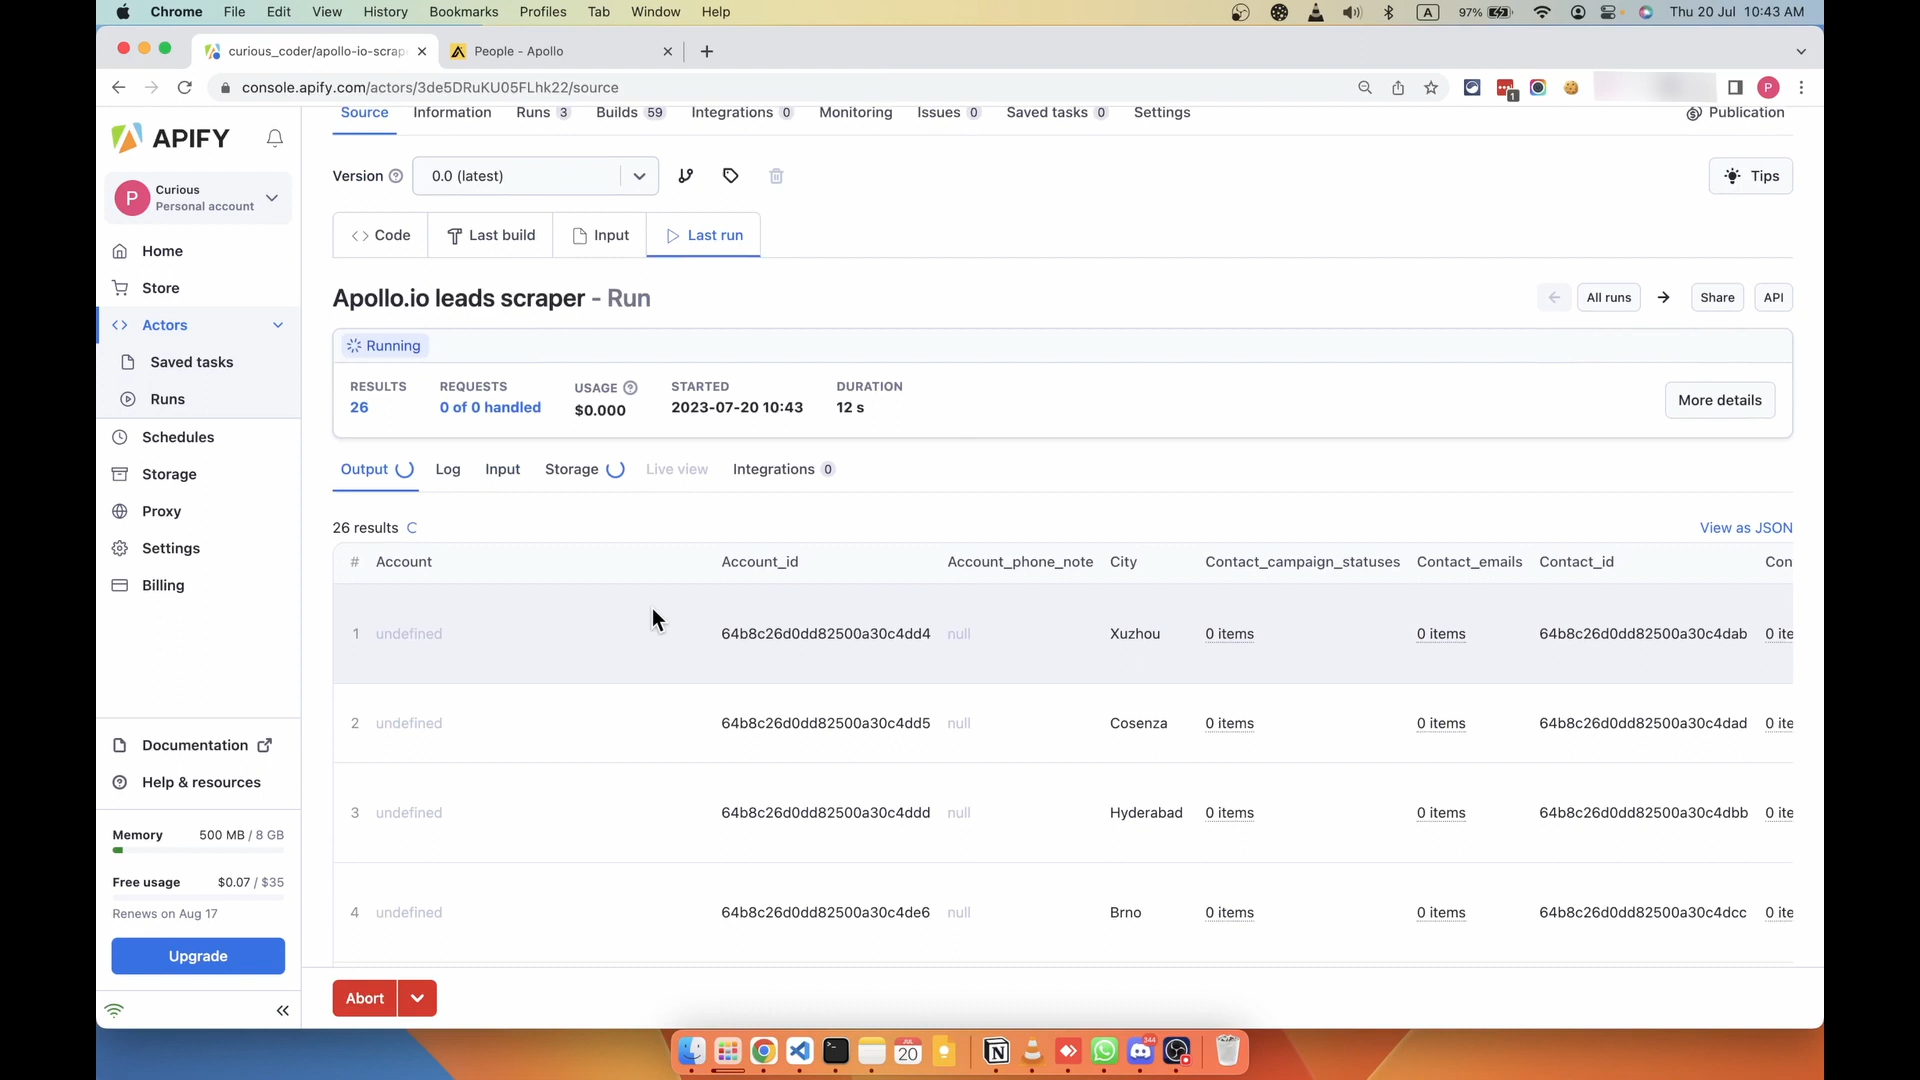 Chrome File Edit View History Bookmarks Profiles Tab Window Help A 97% Thu 20 Jul 10:43 AM
curious_coder/apollo-io-scrap People - Apollo
console.apify.com/actors/3de5DRuKU05FLhk22/source 1 P
APIFY
P Curious
Personal account
Home
Store
Actors
Saved tasks
Runs
Schedules
Storage
Proxy
Settings
Billing
Documentation
Help & resources
Memory 500 MB / 8 GB
Free usage $0.07 / $35
Renews on Aug 17
Upgrade
Source Information Runs 3 Builds 59 Integrations 0 Monitoring Issues 0 Saved tasks 0 Settings Publication
Version 0.0 (latest) Tips
Code Last build Input Last run
Apollo.io leads scraper - Run All runs Share API
Running
RESULTS REQUESTS USAGE STARTED DURATION
26 0 of 0 handled $0.000 2023-07-20 10:43 12 s More details
Output Log Input Storage Live view Integrations 0
26 results View as JSON
# Account Account_id Account_phone_note City Contact_campaign_statuses Contact_emails Contact_id Con
1 undefined 64b8c26d0dd82500a30c4dd4 null Xuzhou 0 items 0 items 64b8c26d0dd82500a30c4dab 0 ite
2 undefined 64b8c26d0dd82500a30c4dd5 null Cosenza 0 items 0 items 64b8c26d0dd82500a30c4dad 0 ite
3 undefined 64b8c26d0dd82500a30c4ddd null Hyderabad 0 items 0 items 64b8c26d0dd82500a30c4dbb 0 ite
4 undefined 64b8c26d0dd82500a30c4de6 null Brno 0 items 0 items 64b8c26d0dd82500a30c4dcc 0 ite
Abort
JUL
20
344